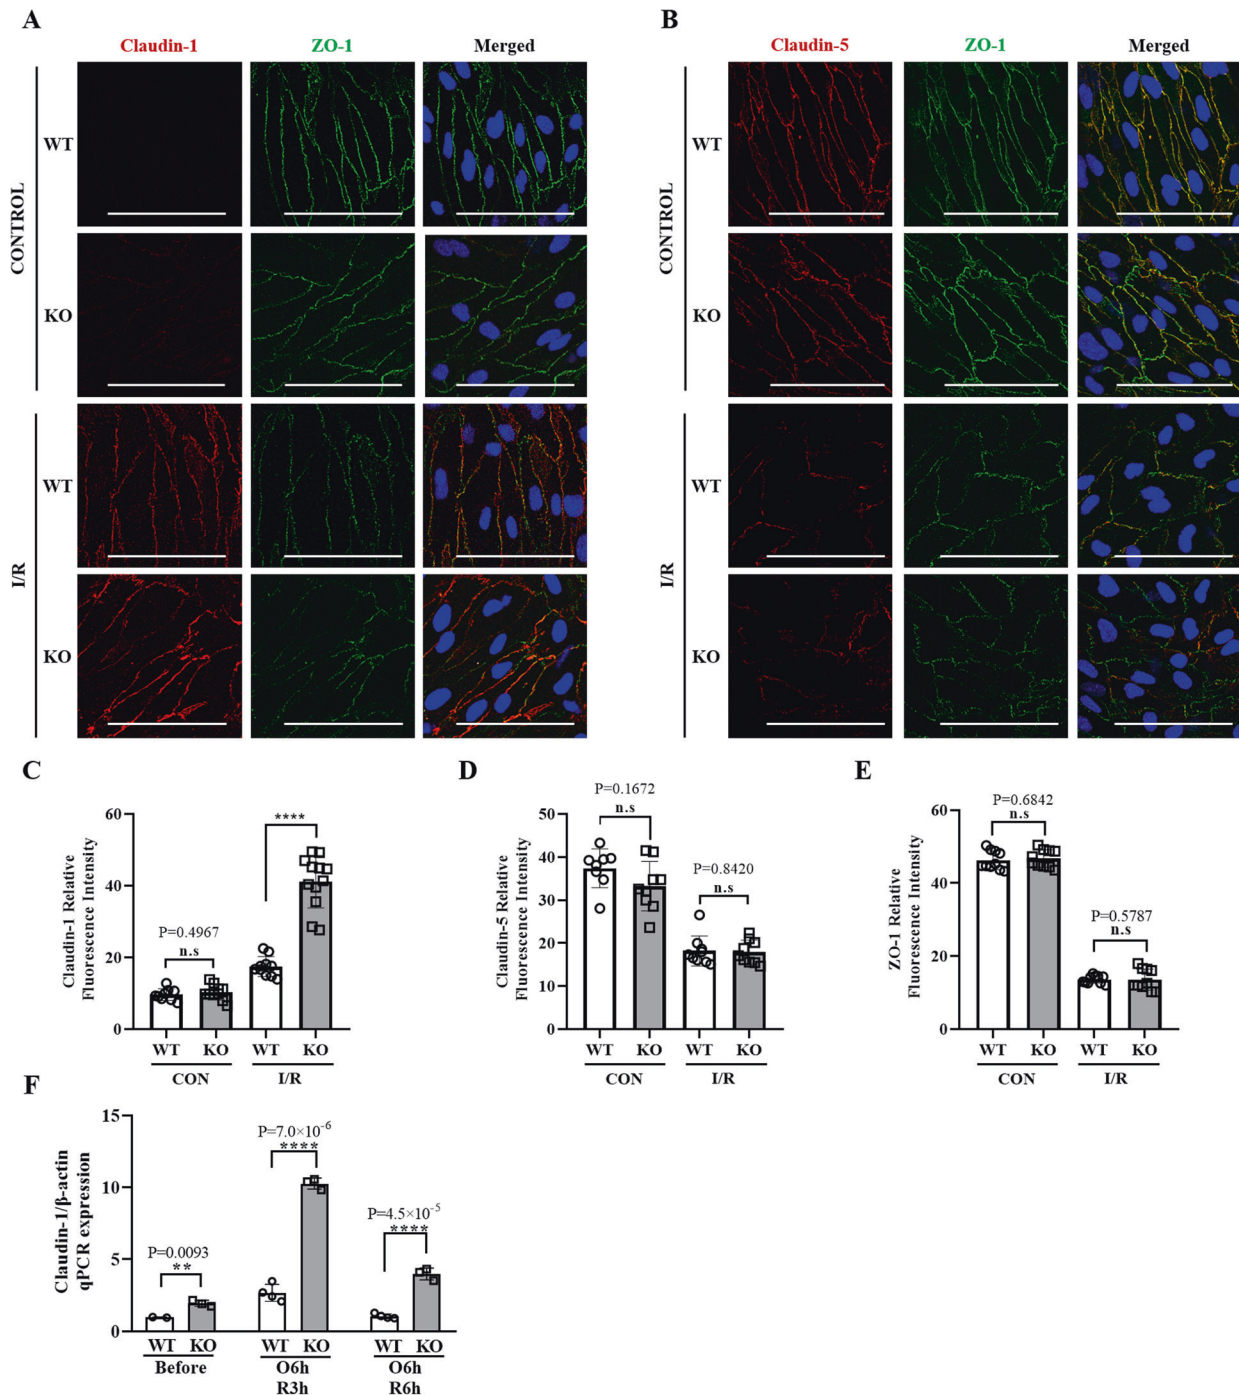 A
B
Claudin-1
ZO-1
Merged
Claudin-5
ZO-1
Merged
CONTROL
WT
KO
I/R
WT
KO
CONTROL
WT
KO
I/R
WT
KO
C
Claudin-1 Relative
Fluorescence Intensity
60
40
20
0
P=0.4967
n.s
****
WT KO WT KO
CON I/R
D
Claudin-5 Relative
Fluorescence Intensity
50
40
30
20
10
0
P=0.1672
n.s
P=0.8420
n.s
WT KO WT KO
CON I/R
E
ZO-1 Relative
Fluorescence Intensity
60
40
20
0
P=0.6842
n.s
P=0.5787
n.s
WT KO WT KO
CON I/R
F
Claudin-1/β-actin
qPCR expression
15
10
5
0
P=0.0093
**
P=7.0×10⁻⁶
****
P=4.5×10⁻⁵
****
WT KO WT KO WT KO
Before O6h O6h
R3h R6h